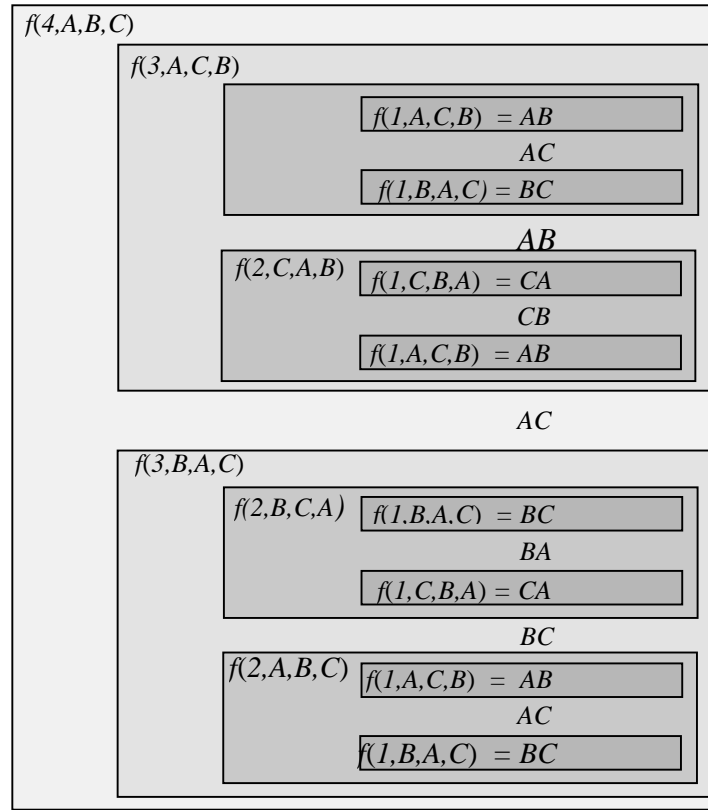 f(4,A,B,C)
f(3,A,C,B)
f(1,A,C,B) = AB
AC
f(1,B,A,C) = BC
AB
f(2,C,A,B) f(1,C,B,A) = CA
CB
f(1,A,C,B) = AB
AC
f(3,B,A,C)
f(2,B,C,A) f(1,B,A,C) = BC
BA
f(1,C,B,A) = CA
BC
f(2,A,B,C) f(1,A,C,B) = AB
AC
f(1,B,A,C) = BC